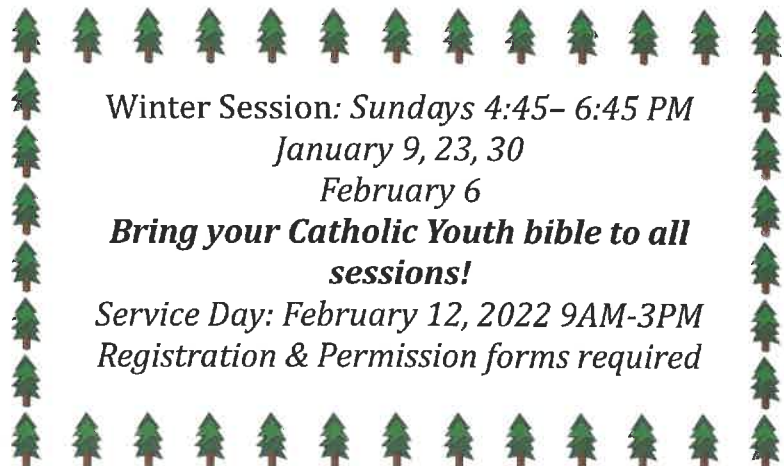 Winter Session: Sundays 4:45– 6:45 PM
January 9, 23, 30
February 6
Bring your Catholic Youth bible to all
sessions!
Service Day: February 12, 2022 9AM-3PM
Registration & Permission forms required